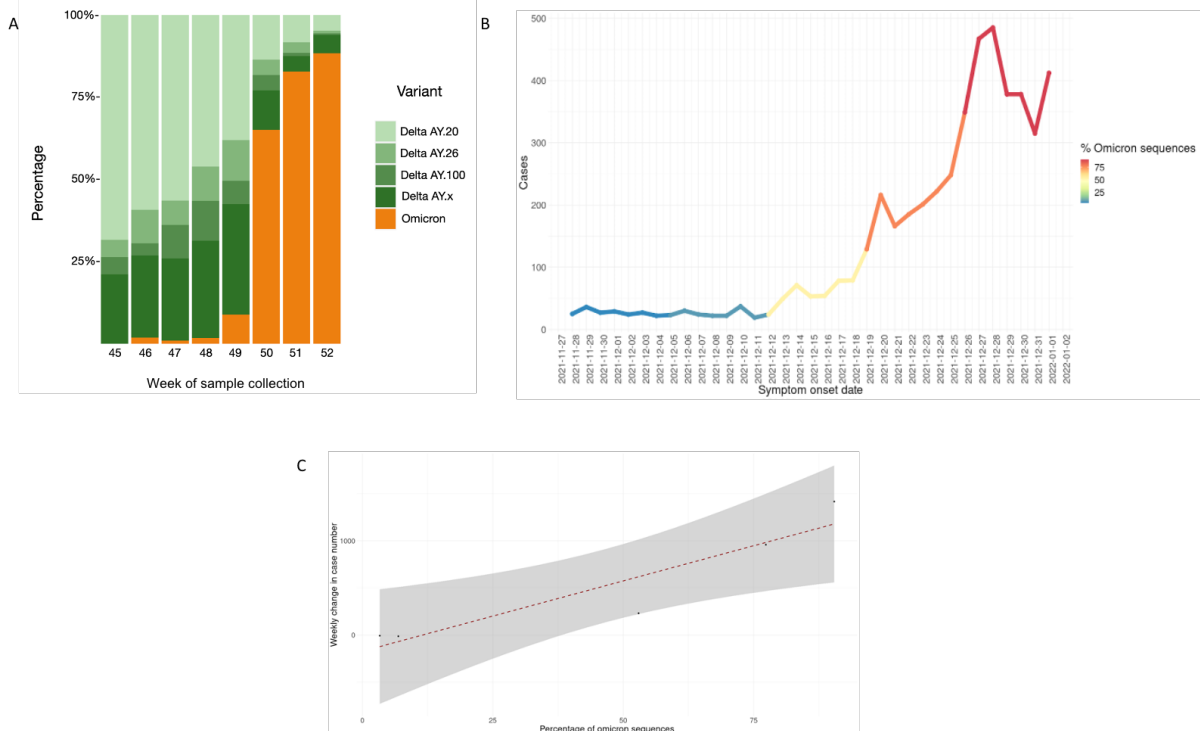 A
100%-
75%-
50%-
25%-
Percentage
45 46 47 48 49 50 51 52
Week of sample collection
Variant
Delta AY.20
Delta AY.26
Delta AY.100
Delta AY.x
Omicron
B
500
400
300
200
100
0
Cases
2021-11-27
2021-11-28
2021-11-29
2021-11-30
2021-12-01
2021-12-02
2021-12-03
2021-12-04
2021-12-05
2021-12-06
2021-12-07
2021-12-08
2021-12-09
2021-12-10
2021-12-11
2021-12-12
2021-12-13
2021-12-14
2021-12-15
2021-12-16
2021-12-17
2021-12-18
2021-12-19
2021-12-20
2021-12-21
2021-12-22
2021-12-23
2021-12-24
2021-12-25
2021-12-26
2021-12-27
2021-12-28
2021-12-29
2021-12-30
2021-12-31
2022-01-01
2022-01-02
Symptom onset date
% Omicron sequences
75
50
25
C
1000
0
Weekly change in case number
0 25 50 75
Percentage of omicron sequences